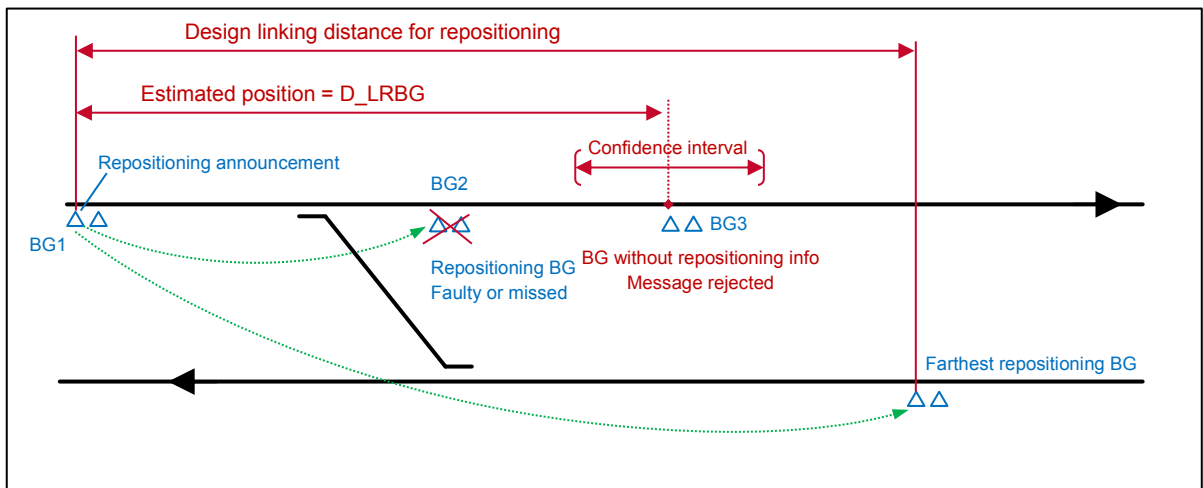 Design linking distance for repositioning
Estimated position = D_LRBG
Confidence interval
Repositioning announcement
BG2
BG1
BG3
Repositioning BG
Faulty or missed
BG without repositioning info
Message rejected
Farthest repositioning BG